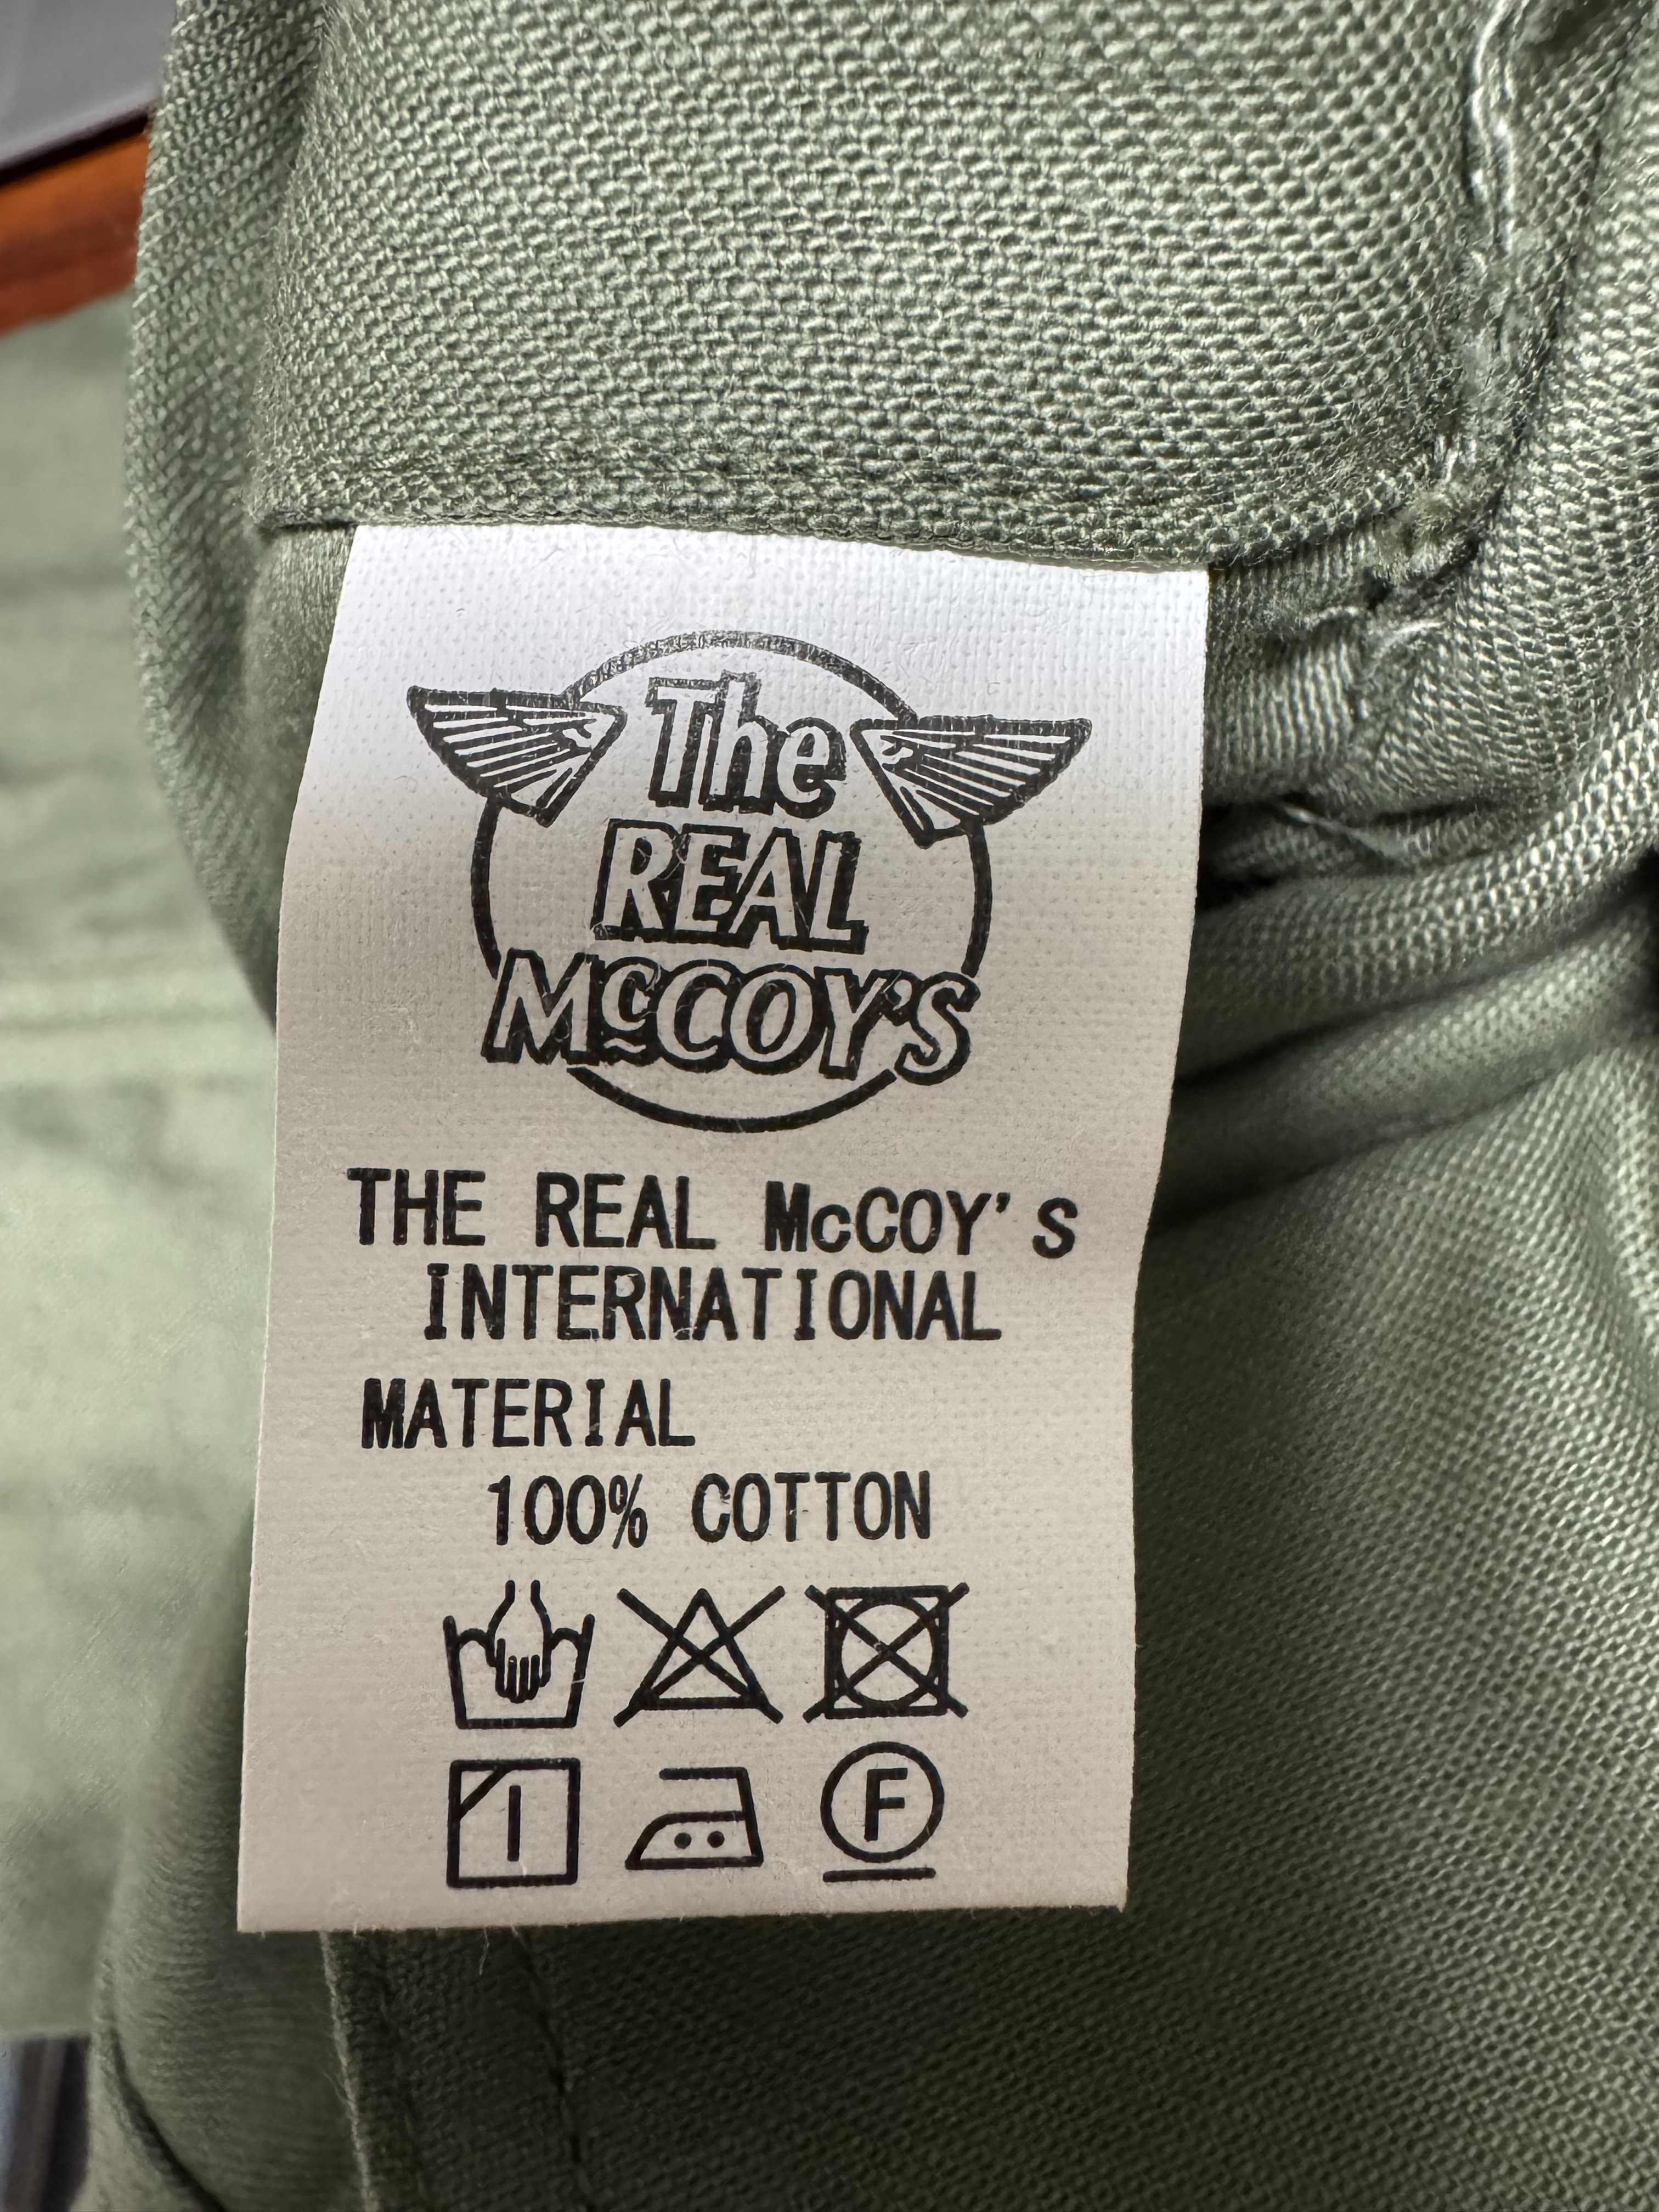 The
REAL
McCOY'S
THE REAL McCOY'S
INTERNATIONAL
MATERIAL
100% COTTON
F